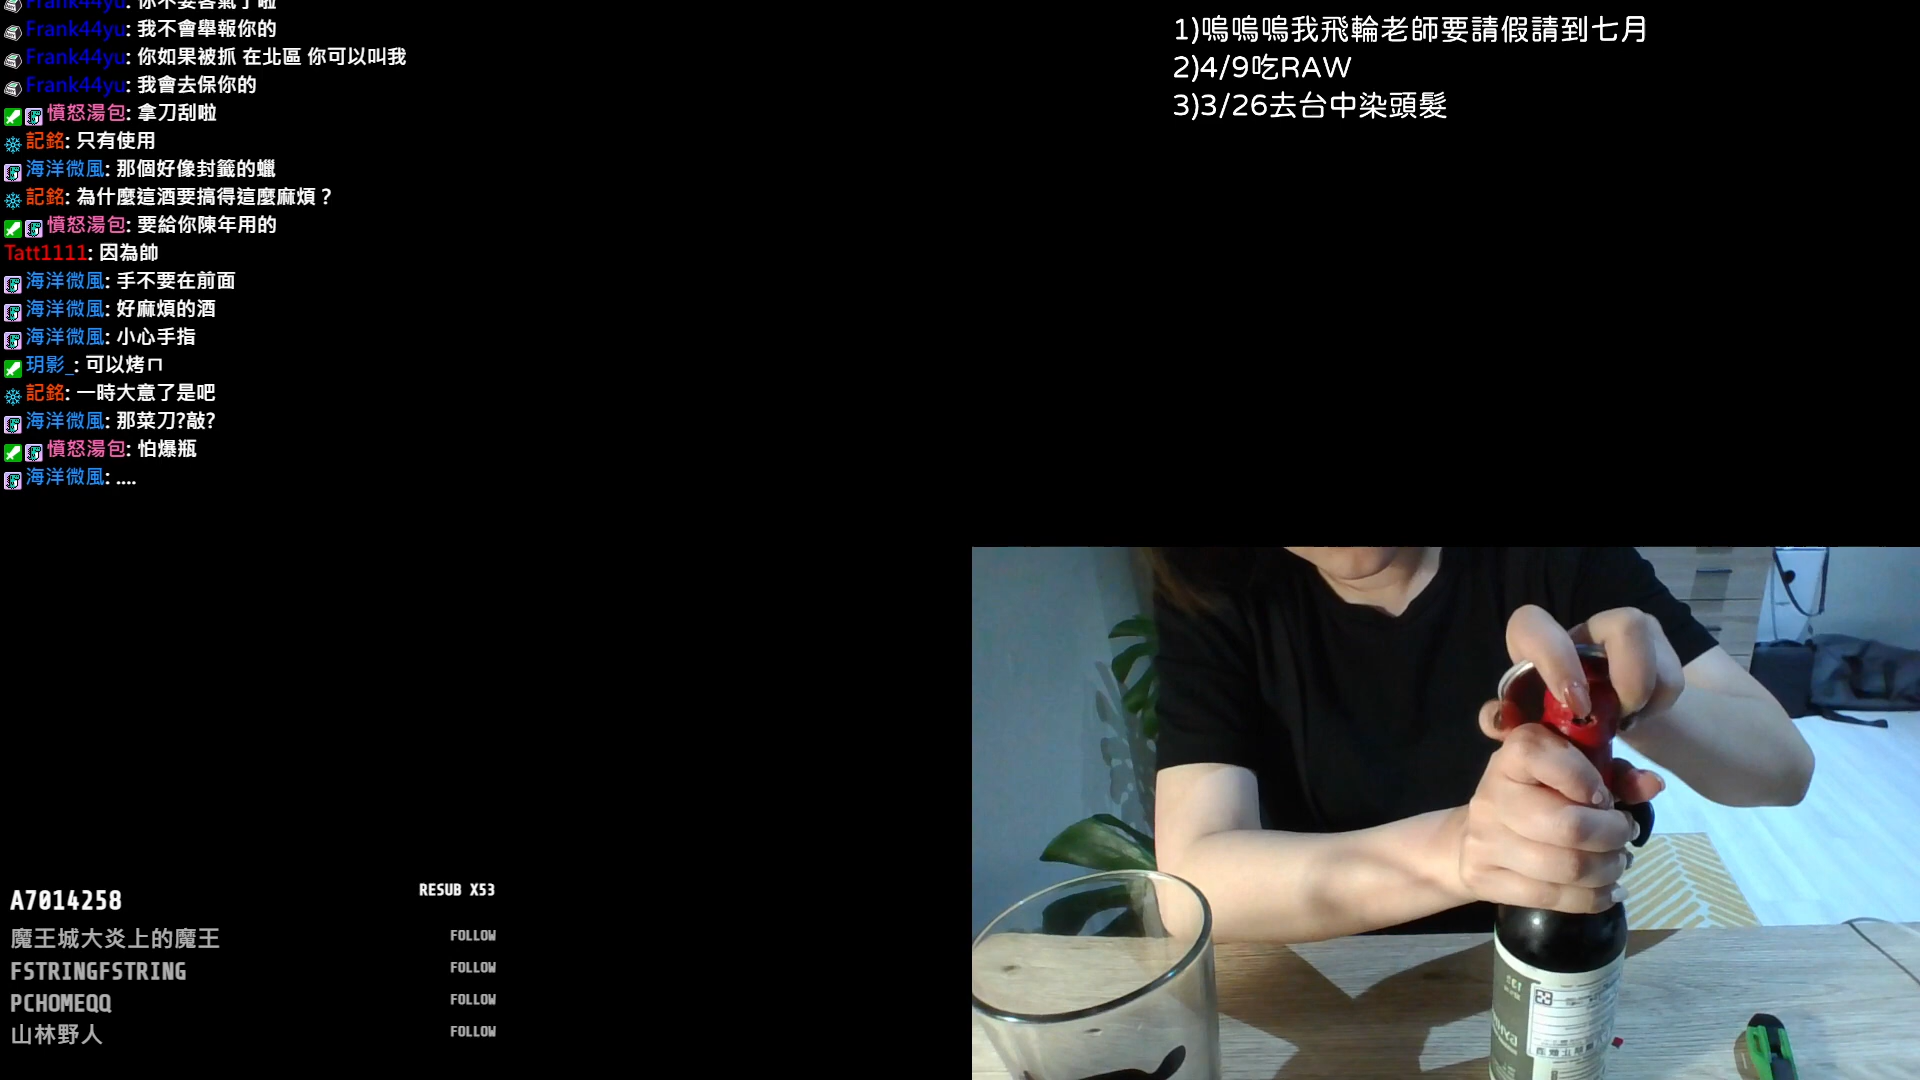 Frank44yu: 你不要客氣了啦
Frank44yu: 我不會舉報你的
Frank44yu: 你如果被抓 在北區 你可以叫我
Frank44yu: 我會去保你的
憤怒湯包: 拿刀刮啦
記銘: 只有使用
海洋微風: 那個好像封籤的蠟
記銘: 為什麼這酒要搞得這麼麻煩？
憤怒湯包: 要給你陳年用的
Tatt1111: 因為帥
海洋微風: 手不要在前面
海洋微風: 好麻煩的酒
海洋微風: 小心手指
玥影_: 可以烤ㄇ
記銘: 一時大意了是吧
海洋微風: 那菜刀?敲?
憤怒湯包: 怕爆瓶
海洋微風: ....
1)嗚嗚嗚我飛輪老師要請假請到七月
2)4/9吃RAW
3)3/26去台中染頭髮
A7014258 RESUB X53
魔王城大炎上的魔王 FOLLOW
FSTRINGFSTRING FOLLOW
PCHOMEQQ FOLLOW
山林野人 FOLLOW